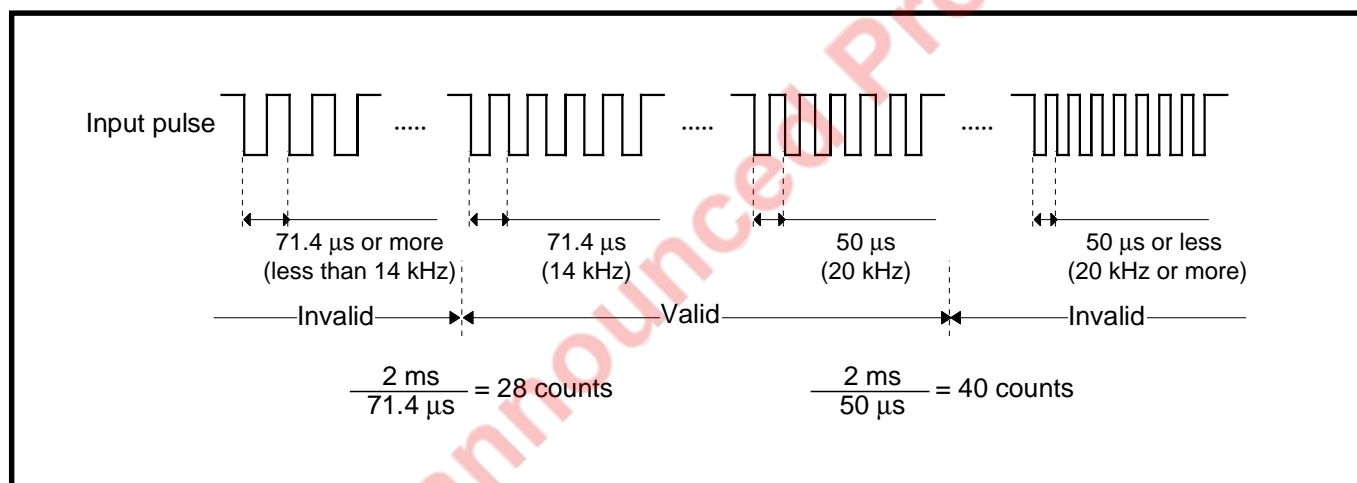 Input pulse ..... ..... .....
71.4 μs or more
(less than 14 kHz)
71.4 μs
(14 kHz)
50 μs
(20 kHz)
50 μs or less
(20 kHz or more)
Invalid Valid Invalid
2 ms
71.4 μs
= 28 counts
2 ms
50 μs
= 40 counts
nnounced Pro